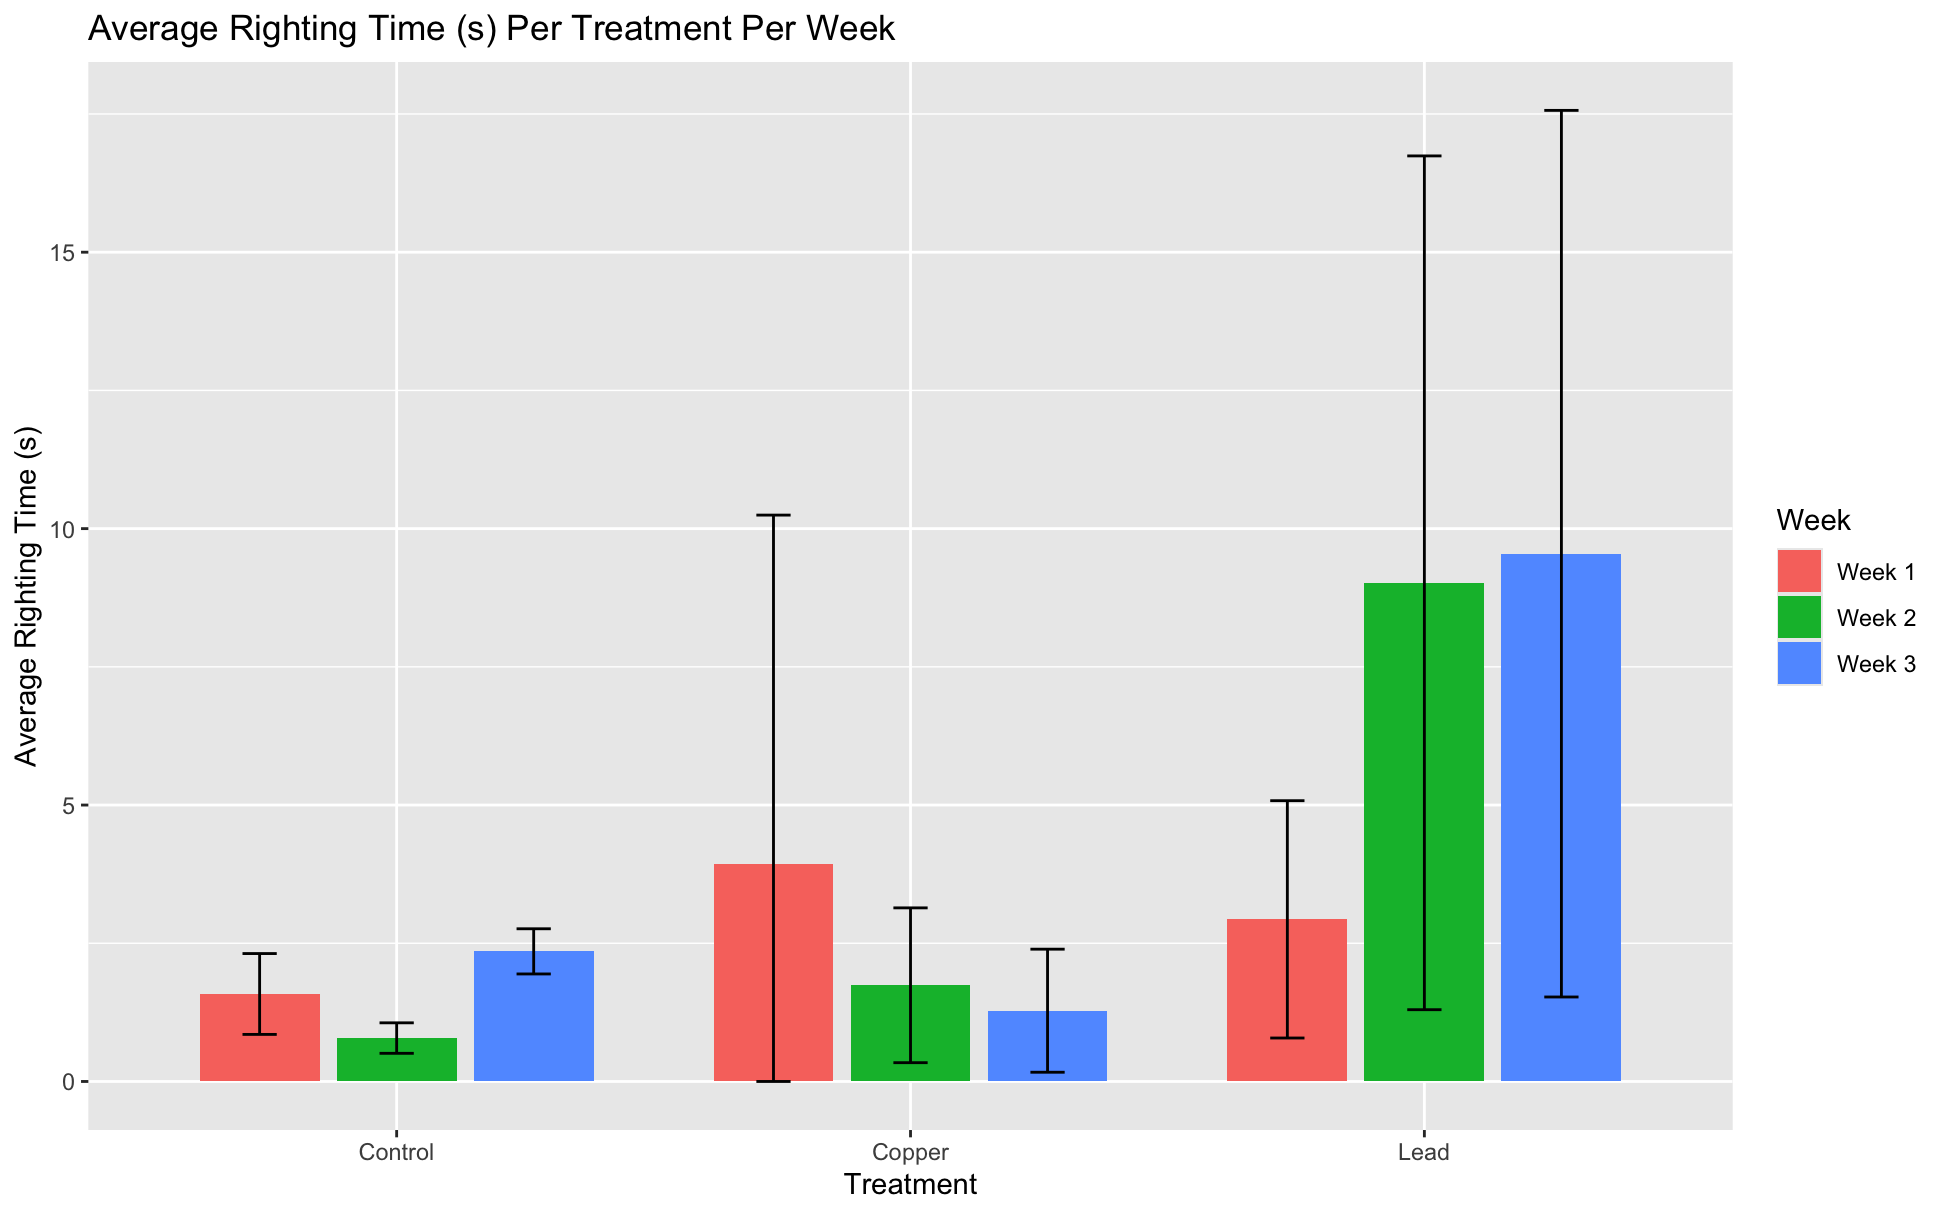 Average Righting Time (s) Per Treatment Per Week
Average Righting Time (s)
15
10
5
0
Control
Copper
Lead
Treatment
Week
Week 1
Week 2
Week 3